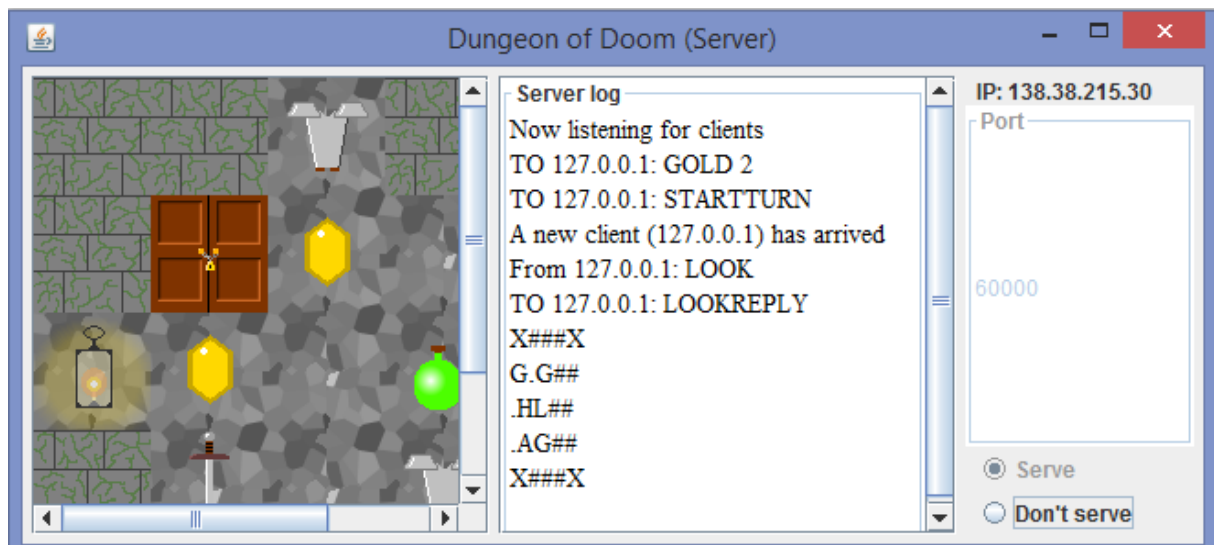 Dungeon of Doom (Server)
Server log
Now listening for clients
TO 127.0.0.1: GOLD 2
TO 127.0.0.1: STARTTURN
A new client (127.0.0.1) has arrived
From 127.0.0.1: LOOK
TO 127.0.0.1: LOOKREPLY
X###X
G.G##
.HL##
.AG##
X###X
IP: 138.38.215.30
Port
60000
Serve
Don't serve